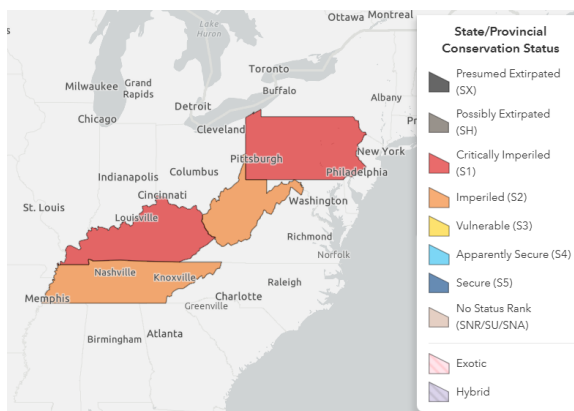 Lake
Huron
Ottawa
Montreal
Toronto
Milwaukee
Grand
Rapids
Buffalo
Detroit
Albany
Chicago
Cleveland
Pittsburgh
New York
Philadelphia
Indianapolis
Columbus
Cincinnati
Washington
St. Louis
Louisville
Richmond
Norfolk
Nashville
Knoxville
Raleigh
Memphis
Charlotte
Greenville
Birmingham
Atlanta
State/Provincial
Conservation Status
Presumed Extirpated
(SX)
Possibly Extirpated
(SH)
Critically Imperiled
(S1)
Imperiled (S2)
Vulnerable (S3)
Apparently Secure (S4)
Secure (S5)
No Status Rank
(SNR/SU/SNA)
Exotic
Hybrid